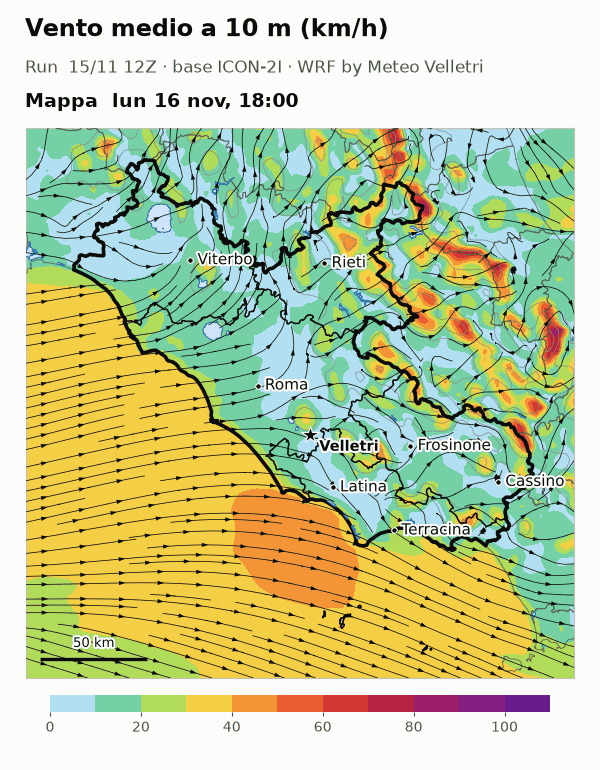 Vento medio a 10 m (km/h)
Run 15/11 12Z · base ICON-2I · WRF by Meteo Velletri
Mappa lun 16 nov, 18:00
Viterbo
Rieti
Roma
Velletri
Frosinone
Cassino
Latina
Terracina
50 km
0 20 40 60 80 100